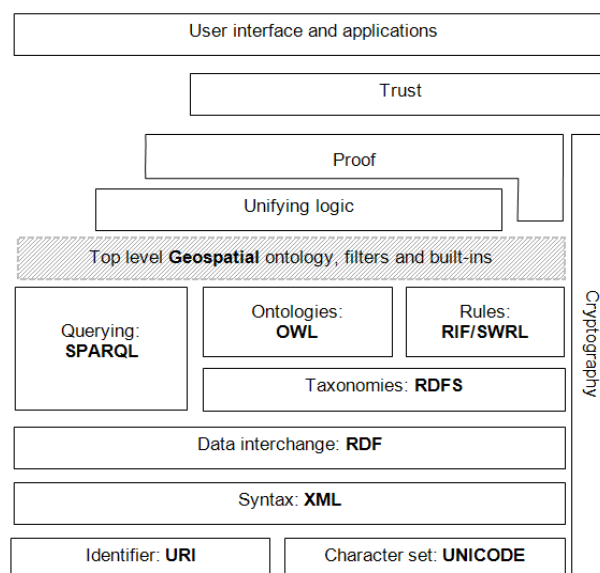 User interface and applications
Trust
Proof
Unifying logic
Top level Geospatial ontology, filters and built-ins
Querying:
SPARQL
Ontologies:
OWL
Rules:
RIF/SWRL
Taxonomies: RDFS
Data interchange: RDF
Syntax: XML
Identifier: URI
Character set: UNICODE
Cryptography